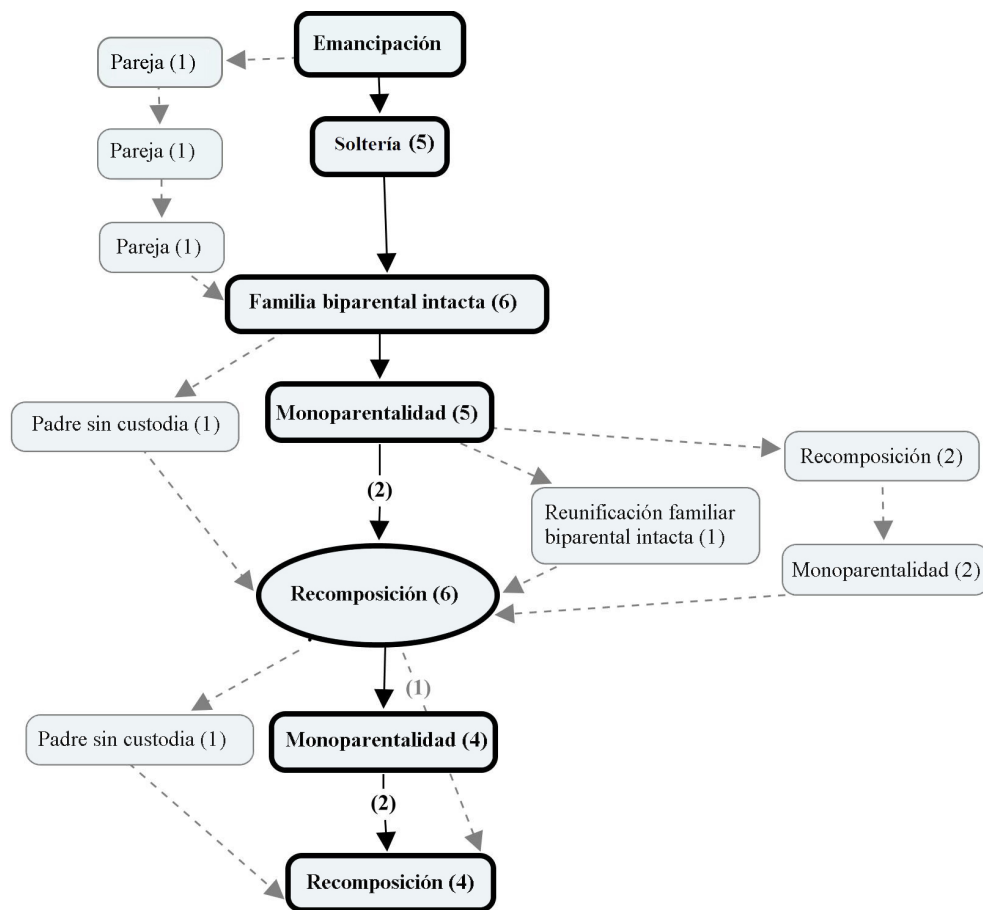 Emancipación
Pareja (1)
Soltería (5)
Pareja (1)
Pareja (1)
Familia biparental intacta (6)
Monoparentalidad (5)
Padre sin custodia (1)
Recomposición (2)
(2)
Reunificación familiar
biparental intacta (1)
Monoparentalidad (2)
Recomposición (6)
(1)
Padre sin custodia (1)
Monoparentalidad (4)
(2)
Recomposición (4)